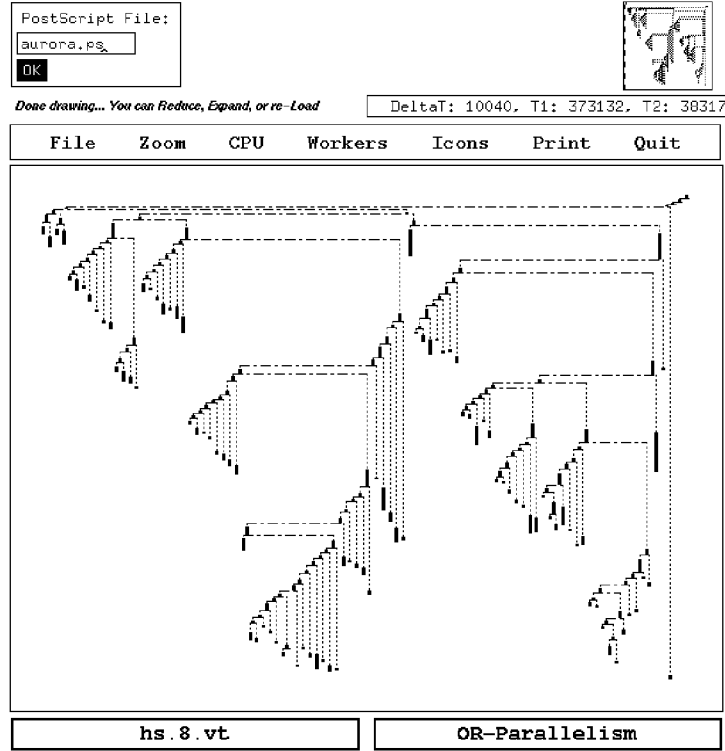 PostScript File:
aurora.ps
OK
Done drawing... You can Reduce, Expand, or re-Load
DeltaT: 10040, T1: 373132, T2: 38317
File Zoom CPU Workers Icons Print Quit
hs.8.vt
OR-Parallelism